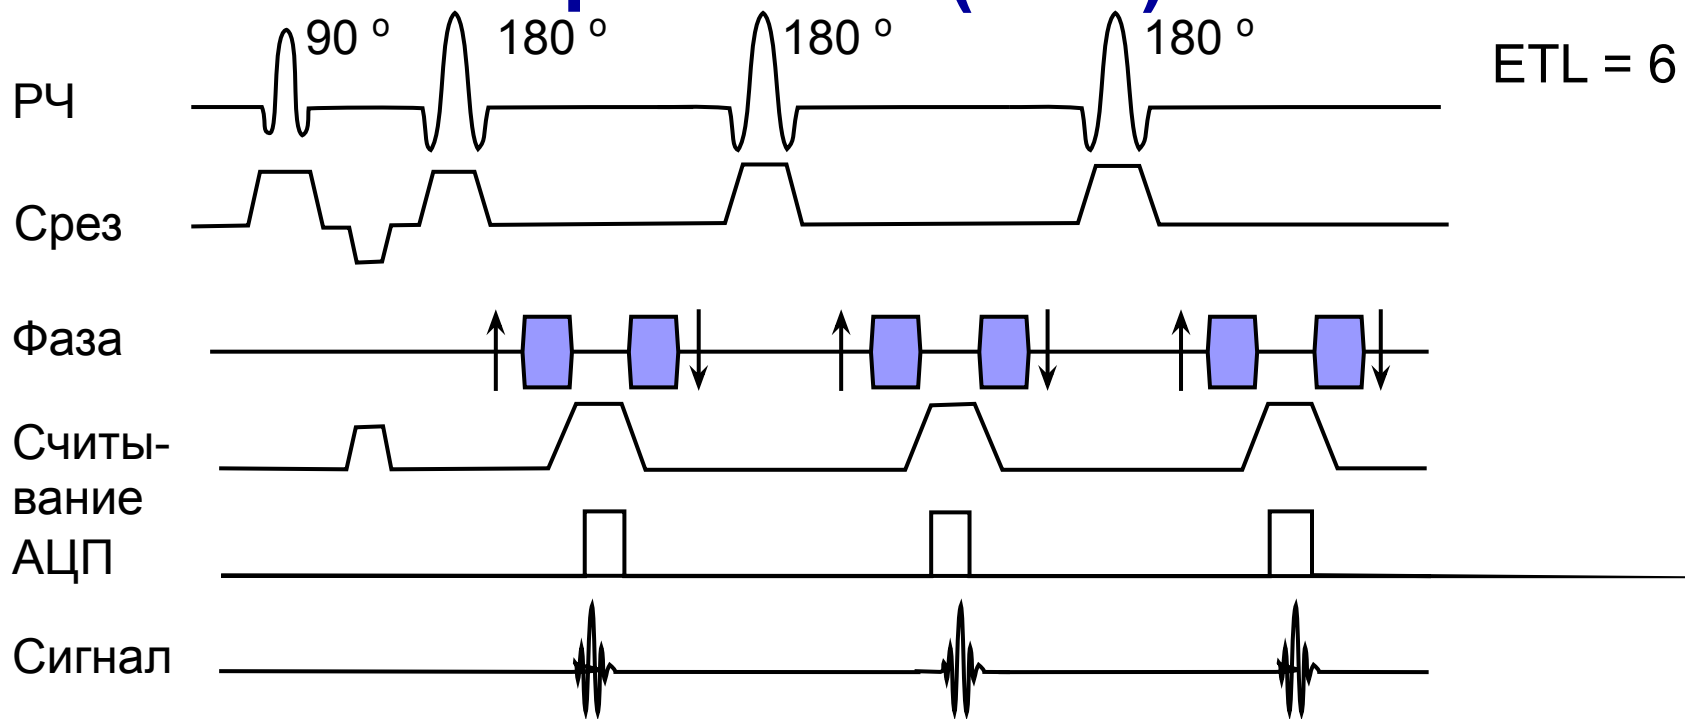 90 º 180 º 180 º 180 º
ETL = 6
РЧ
Срез
Фаза
Считы-
вание
АЦП
Сигнал